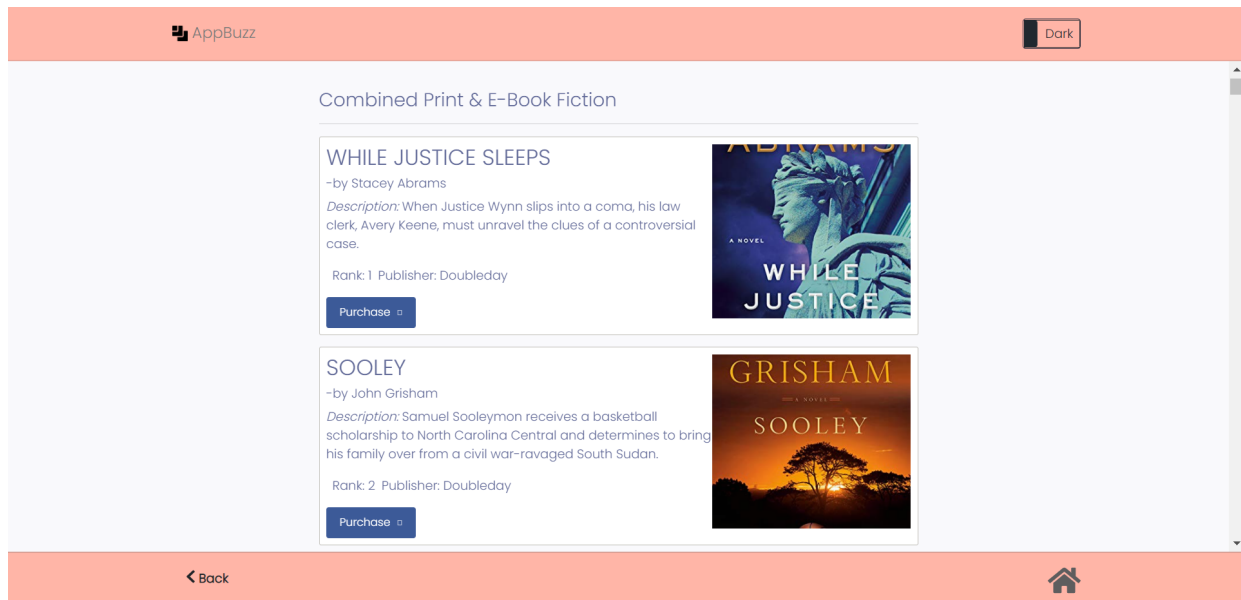 AppBuzz
Dark
Combined Print & E-Book Fiction
WHILE JUSTICE SLEEPS
-by Stacey Abrams
Description: When Justice Wynn slips into a coma, his law
clerk, Avery Keene, must unravel the clues of a controversial
case.
Rank: 1 Publisher: Doubleday
Purchase
ABRAMS
A NOVEL
WHILE
JUSTICE
SOOLEY
-by John Grisham
Description: Samuel Sooleymon receives a basketball
scholarship to North Carolina Central and determines to bring
his family over from a civil war-ravaged South Sudan.
Rank: 2 Publisher: Doubleday
Purchase
GRISHAM
A NOVEL
SOOLEY
Back